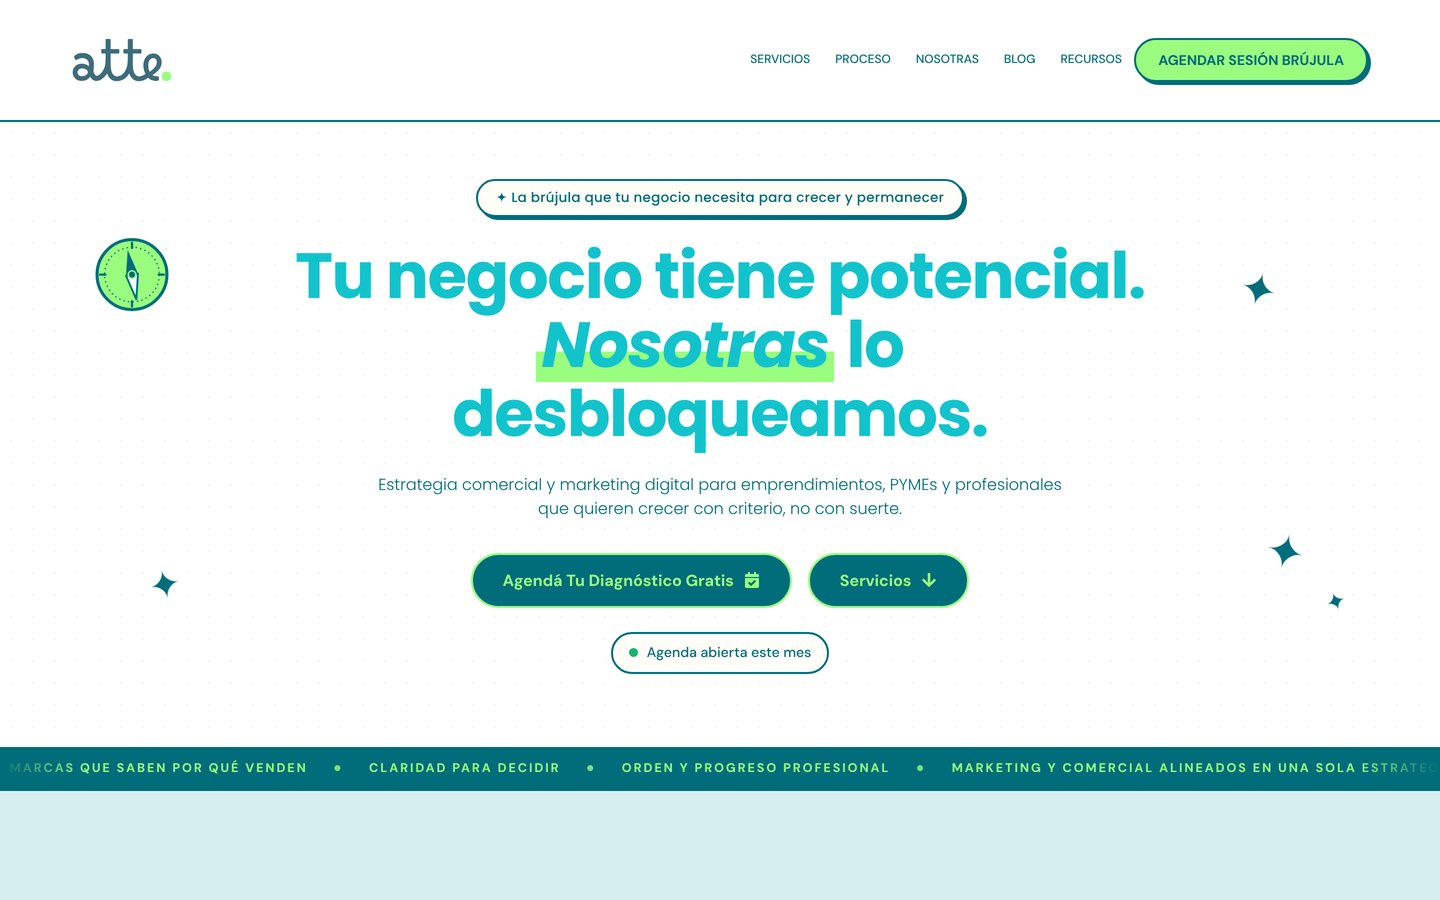 atte.
SERVICIOS
PROCESO
NOSOTRAS
BLOG
RECURSOS
AGENDAR SESIÓN BRÚJULA
✦ La brújula que tu negocio necesita para crecer y permanecer
Tu negocio tiene potencial.
Nosotras lo
desbloqueamos.
Estrategia comercial y marketing digital para emprendimientos, PYMEs y profesionales
que quieren crecer con criterio, no con suerte.
Agendá Tu Diagnóstico Gratis
Servicios
Agenda abierta este mes
MARCAS QUE SABEN POR QUÉ VENDEN • CLARIDAD PARA DECIDIR • ORDEN Y PROGRESO PROFESIONAL • MARKETING Y COMERCIAL ALINEADOS EN UNA SOLA